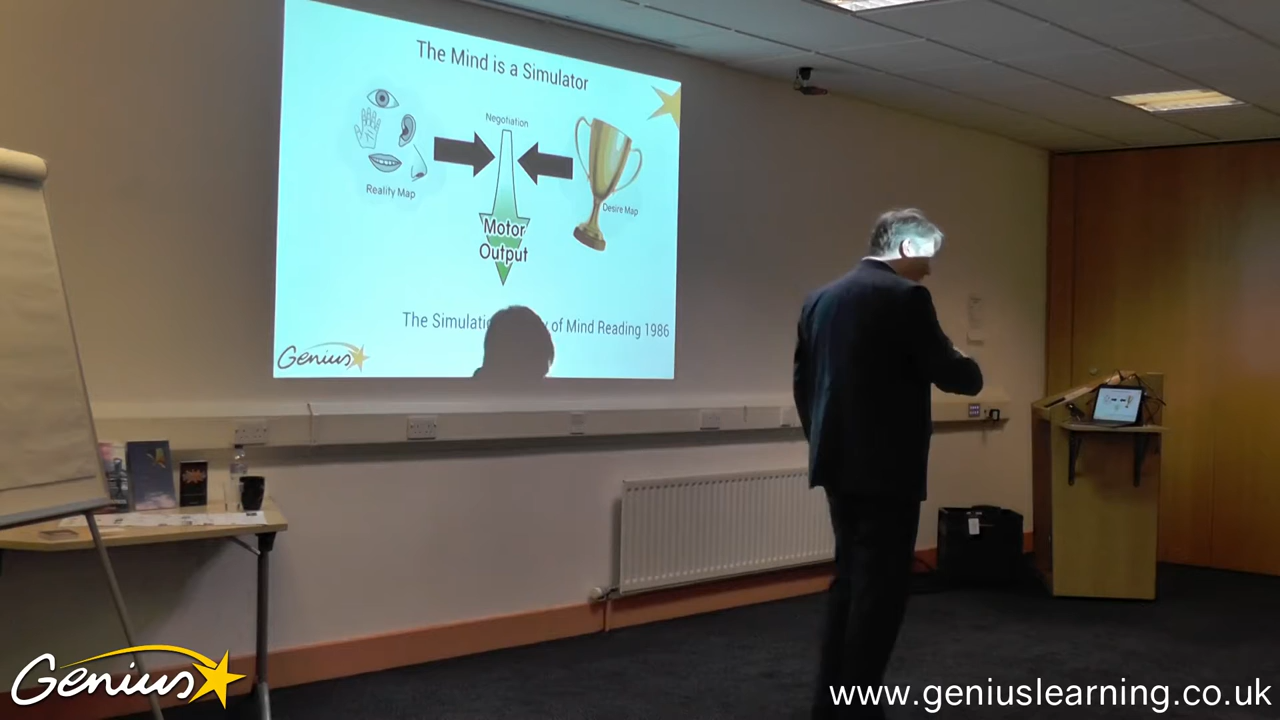 The Mind is a Simulator
Negotiation
Reality Map
Desire Map
Motor
Output
The Simulati y of Mind Reading 1986
Genius
Genius
www.geniuslearning.co.uk